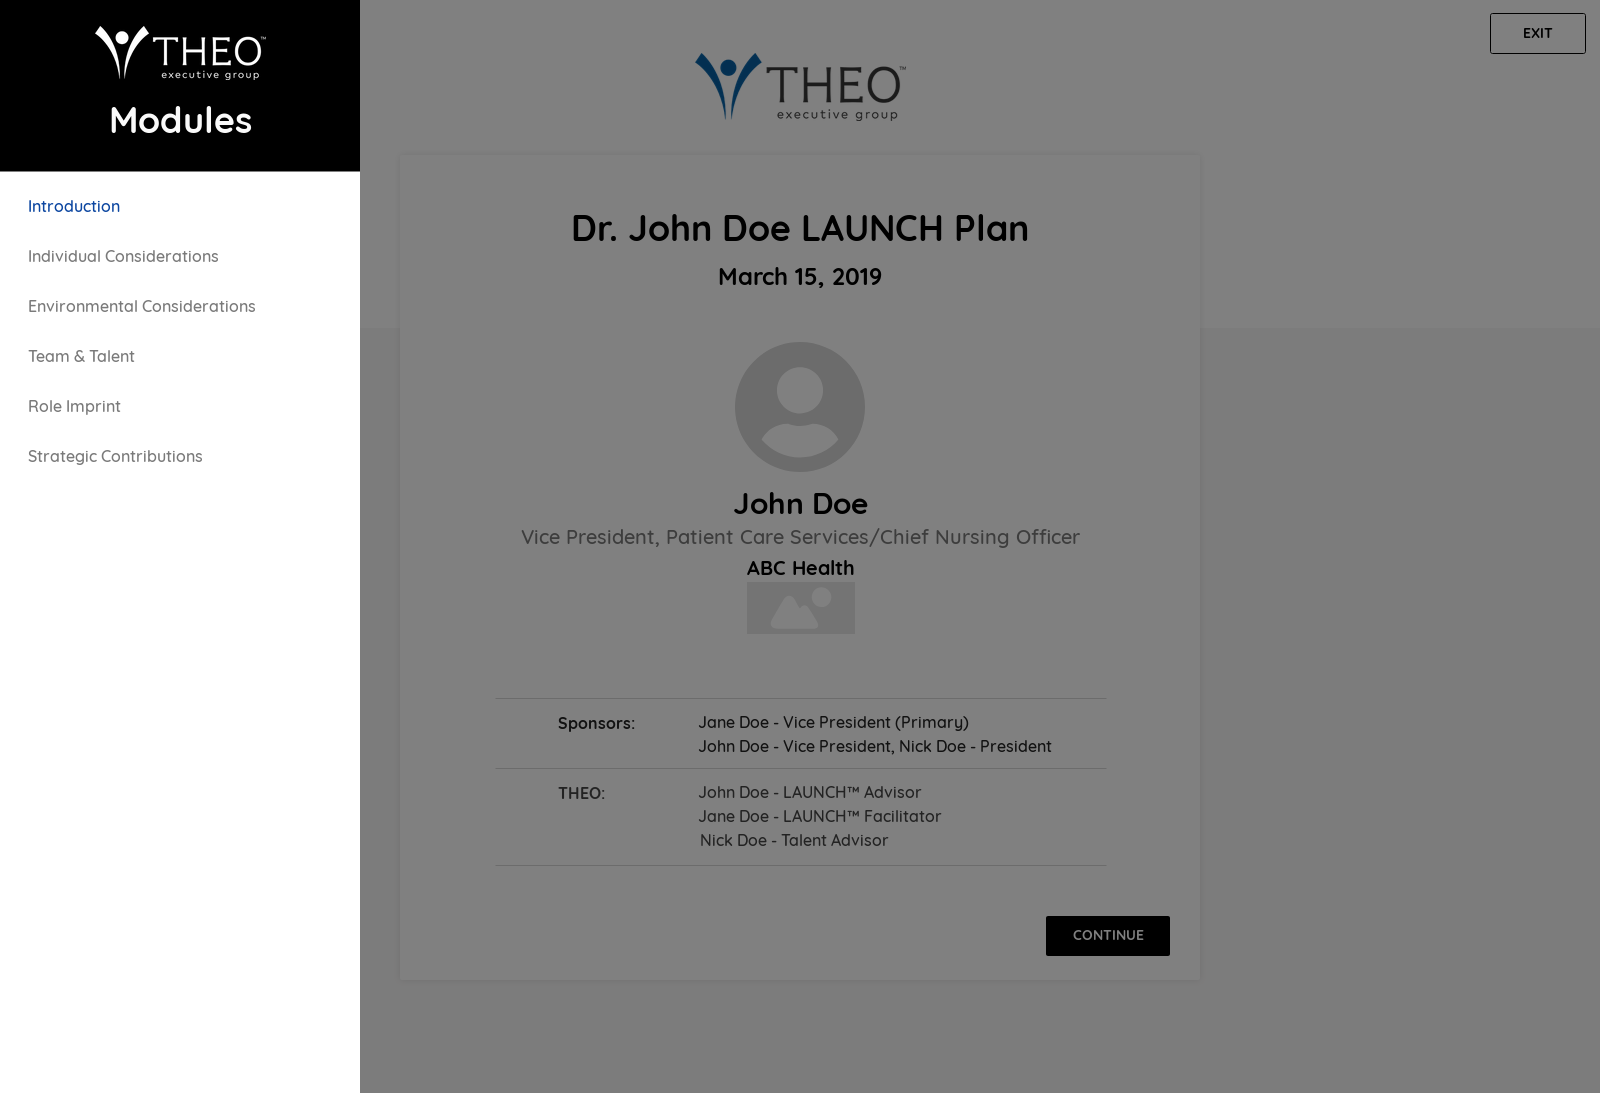 THEO™
executive group
Modules
Introduction
Individual Considerations
Environmental Considerations
Team & Talent
Role Imprint
Strategic Contributions
EXIT
THEO™
executive group
Dr. John Doe LAUNCH Plan
March 15, 2019
John Doe
Vice President, Patient Care Services/Chief Nursing Officer
ABC Health
Sponsors: Jane Doe - Vice President (Primary)
John Doe - Vice President, Nick Doe - President
THEO: John Doe - LAUNCH™ Advisor
Jane Doe - LAUNCH™ Facilitator
Nick Doe - Talent Advisor
CONTINUE